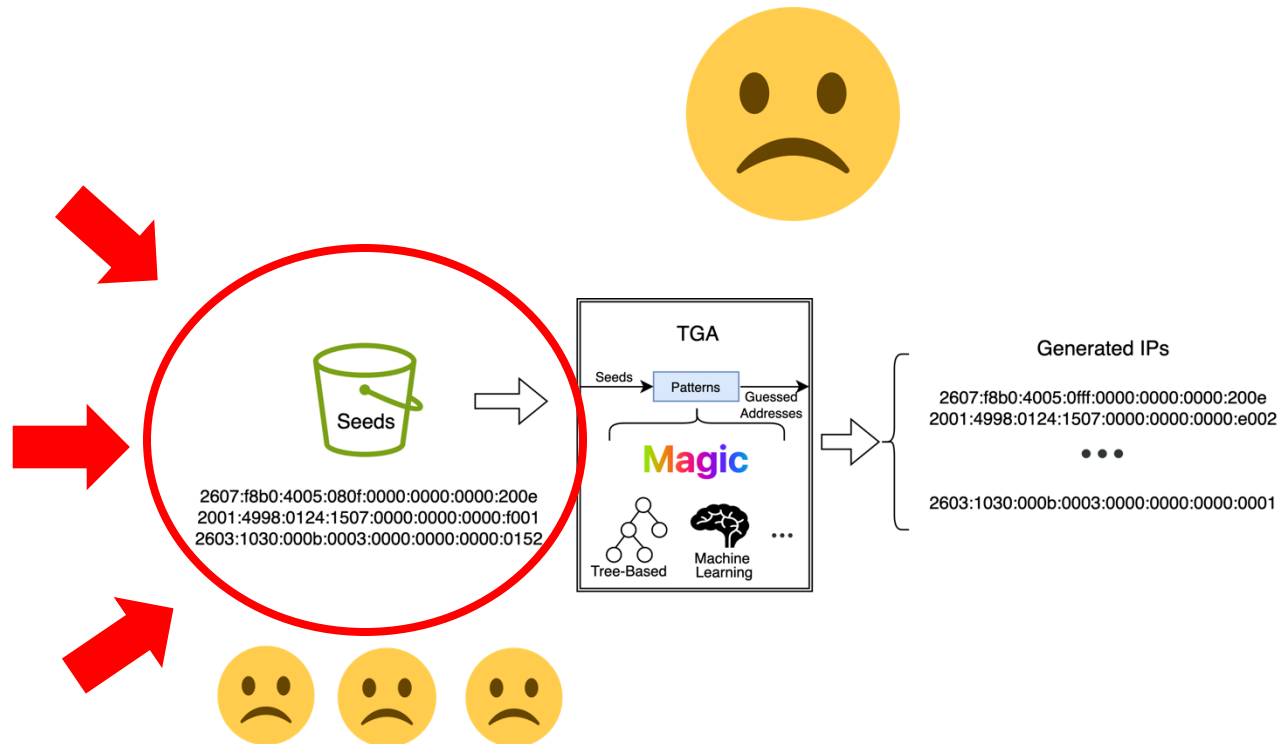 Seeds
2607:f8b0:4005:080f:0000:0000:0000:200e
2001:4998:0124:1507:0000:0000:0000:f001
2603:1030:000b:0003:0000:0000:0000:0152
TGA
Seeds
Patterns
Guessed
Addresses
Magic
Tree-Based
Machine
Learning
...
Generated IPs
2607:f8b0:4005:0fff:0000:0000:0000:200e
2001:4998:0124:1507:0000:0000:0000:e002
...
2603:1030:000b:0003:0000:0000:0000:0001